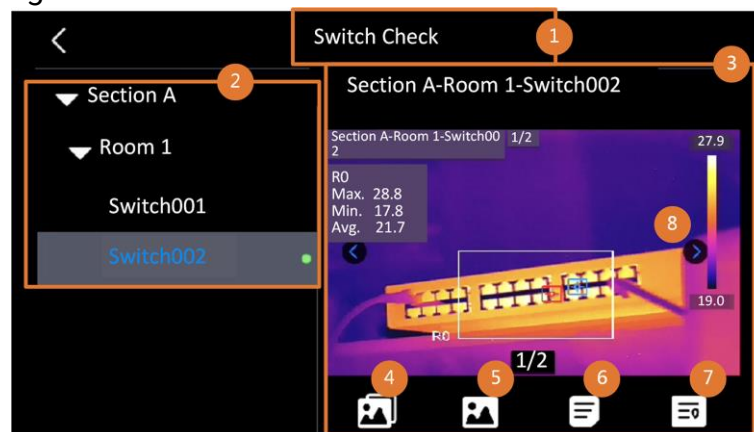 Switch Check
1
2
3
Section A
Room 1
Switch001
Switch002
Section A-Room 1-Switch002
Section A-Room 1-Switch00
2
1/2
R0
Max. 28.8
Min. 17.8
Avg. 21.7
27.9
8
19.0
R0
1/2
4
5
6
7